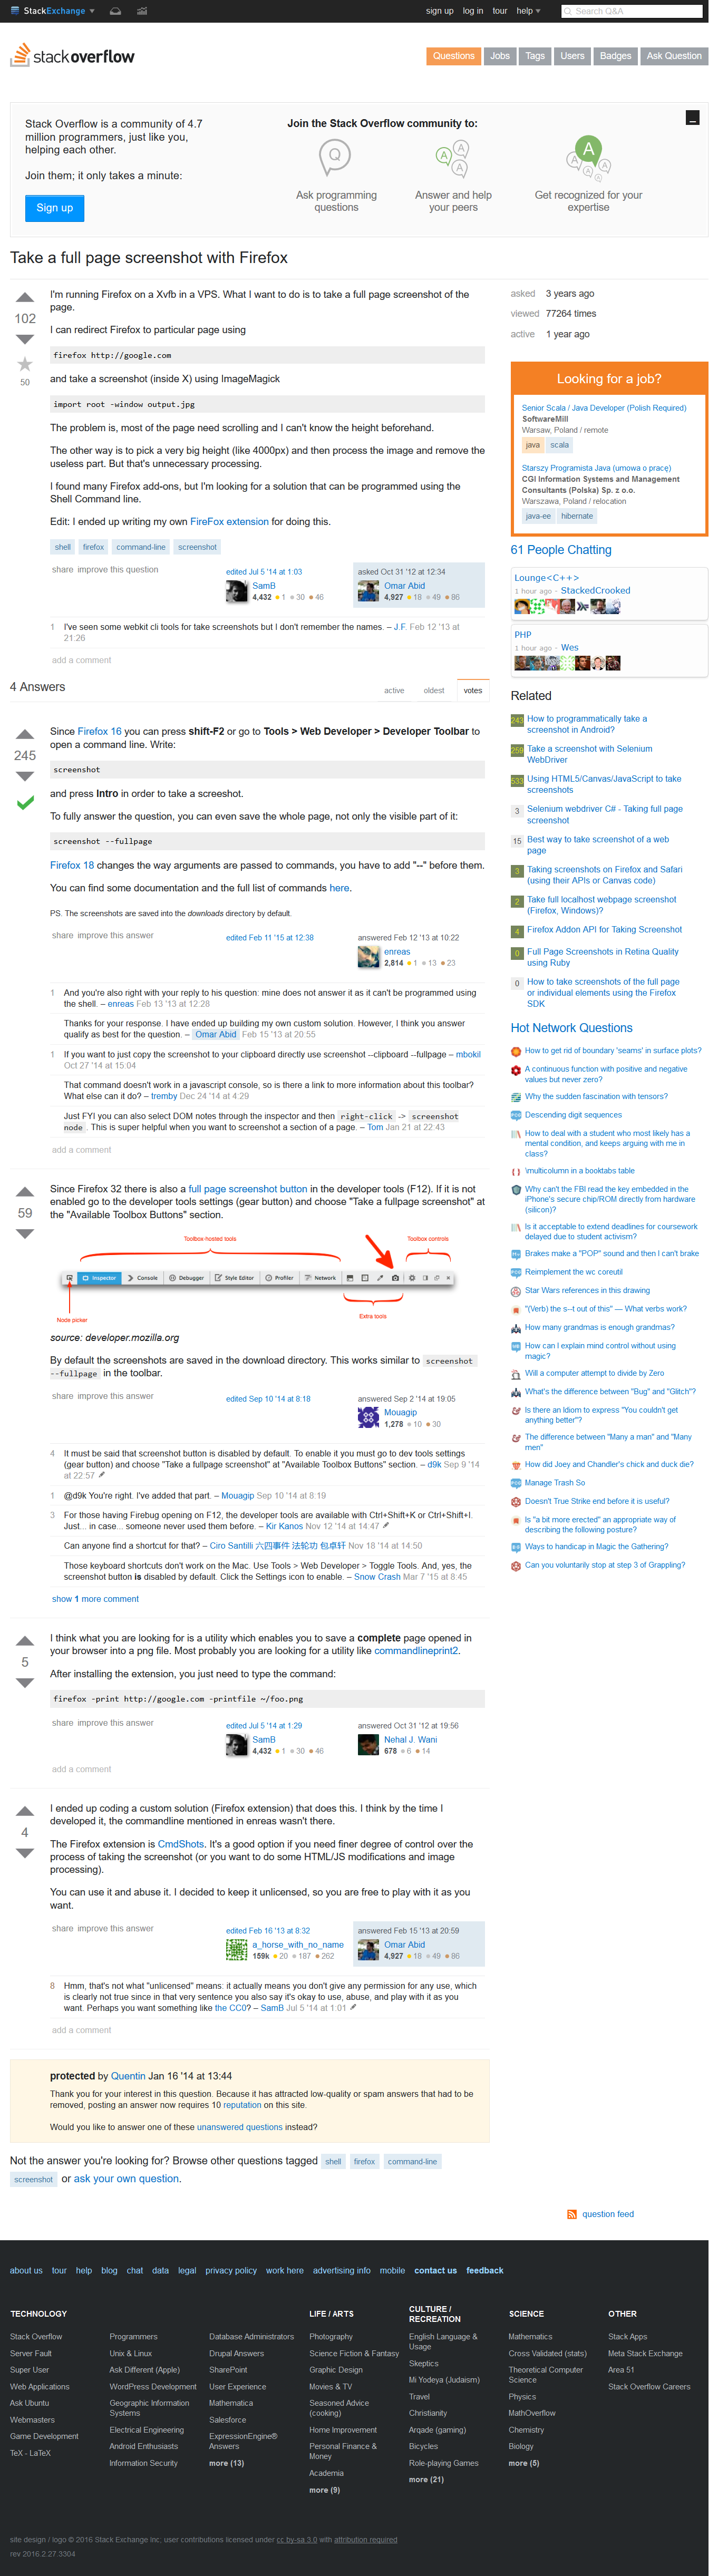 StackExchange
sign up log in tour help
Search Q&A
stackoverflow
Questions Jobs Tags Users Badges Ask Question
Stack Overflow is a community of 4.7
million programmers, just like you,
helping each other.
Join them; it only takes a minute:
Sign up
Join the Stack Overflow community to:
Q
Ask programming
questions
A A A
Answer and help
your peers
A A A A A
Get recognized for your
expertise
Take a full page screenshot with Firefox
102
50
I'm running Firefox on a Xvfb in a VPS. What I want to do is to take a full page screenshot of the
page.
I can redirect Firefox to particular page using
firefox http://google.com
and take a screenshot (inside X) using ImageMagick
import root -window output.jpg
The problem is, most of the page need scrolling and I can't know the height beforehand.
The other way is to pick a very big height (like 4000px) and then process the image and remove the
useless part. But that's unnecessary processing.
I found many Firefox add-ons, but I'm looking for a solution that can be programmed using the
Shell Command line.
Edit: I ended up writing my own FireFox extension for doing this.
shell firefox command-line screenshot
share improve this question
edited Jul 5 '14 at 1:03
SamB
4,432 1 30 46
asked Oct 31 '12 at 12:34
Omar Abid
4,927 18 49 86
1 I've seen some webkit cli tools for take screenshots but I don't remember the names. – J.F. Feb 12 '13 at
21:26
add a comment
4 Answers
active oldest votes
245
Since Firefox 16 you can press shift-F2 or go to Tools > Web Developer > Developer Toolbar to
open a command line. Write:
screenshot
and press Intro in order to take a screeshot.
To fully answer the question, you can even save the whole page, not only the visible part of it:
screenshot --fullpage
Firefox 18 changes the way arguments are passed to commands, you have to add "--" before them.
You can find some documentation and the full list of commands here.
PS. The screenshots are saved into the downloads directory by default.
share improve this answer
edited Feb 11 '15 at 12:38
answered Feb 12 '13 at 10:22
enreas
2,814 1 13 23
1 And you're also right with your reply to his question: mine does not answer it as it can't be programmed using
the shell. – enreas Feb 13 '13 at 12:28
Thanks for your response. I have ended up building my own custom solution. However, I think you answer
qualify as best for the question. – Omar Abid Feb 15 '13 at 20:55
1 If you want to just copy the screenshot to your clipboard directly use screenshot --clipboard --fullpage – mbokil
Oct 27 '14 at 15:04
That command doesn't work in a javascript console, so is there a link to more information about this toolbar?
What else can it do? – tremby Dec 24 '14 at 4:29
Just FYI you can also select DOM notes through the inspector and then right-click -> screenshot
node . This is super helpful when you want to screenshot a section of a page. – Tom Jan 21 at 22:43
add a comment
59
Since Firefox 32 there is also a full page screenshot button in the developer tools (F12). If it is not
enabled go to the developer tools settings (gear button) and choose "Take a fullpage screenshot" at
the "Available Toolbox Buttons" section.
Toolbox-hosted tools
Toolbox controls
Inspector Console Debugger Style Editor Profiler Network
Node picker
Extra tools
source: developer.mozilla.org
By default the screenshots are saved in the download directory. This works similar to screenshot
--fullpage in the toolbar.
share improve this answer
edited Sep 10 '14 at 8:18
answered Sep 2 '14 at 19:05
Mouagip
1,278 10 30
4 It must be said that screenshot button is disabled by default. To enable it you must go to dev tools settings
(gear button) and choose "Take a fullpage screenshot" at "Available Toolbox Buttons" section. – d9k Sep 9 '14
at 22:57
1 @d9k You're right. I've added that part. – Mouagip Sep 10 '14 at 8:19
3 For those having Firebug opening on F12, the developer tools are available with Ctrl+Shift+K or Ctrl+Shift+I.
Just... in case... someone never used them before. – Kir Kanos Nov 12 '14 at 14:47
Can anyone find a shortcut for that? – Ciro Santilli 六四事件 法轮功 包卓轩 Nov 18 '14 at 14:50
Those keyboard shortcuts don't work on the Mac. Use Tools > Web Developer > Toggle Tools. And, yes, the
screenshot button is disabled by default. Click the Settings icon to enable. – Snow Crash Mar 7 '15 at 8:45
show 1 more comment
5
I think what you are looking for is a utility which enables you to save a complete page opened in
your browser into a png file. Most probably you are looking for a utility like commandlineprint2.
After installing the extension, you just need to type the command:
firefox -print http://google.com -printfile ~/foo.png
share improve this answer
edited Jul 5 '14 at 1:29
SamB
4,432 1 30 46
answered Oct 31 '12 at 19:56
Nehal J. Wani
678 6 14
add a comment
4
I ended up coding a custom solution (Firefox extension) that does this. I think by the time I
developed it, the commandline mentioned in enreas wasn't there.
The Firefox extension is CmdShots. It's a good option if you need finer degree of control over the
process of taking the screenshot (or you want to do some HTML/JS modifications and image
processing).
You can use it and abuse it. I decided to keep it unlicensed, so you are free to play with it as you
want.
share improve this answer
edited Feb 16 '13 at 8:32
a_horse_with_no_name
159k 20 187 262
answered Feb 15 '13 at 20:59
Omar Abid
4,927 18 49 86
8 Hmm, that's not what "unlicensed" means: it actually means you don't give any permission for any use, which
is clearly not true since in that very sentence you also say it's okay to use, abuse, and play with it as you
want. Perhaps you want something like the CC0? – SamB Jul 5 '14 at 1:01
add a comment
protected by Quentin Jan 16 '14 at 13:44
Thank you for your interest in this question. Because it has attracted low-quality or spam answers that had to be
removed, posting an answer now requires 10 reputation on this site.
Would you like to answer one of these unanswered questions instead?
Not the answer you're looking for? Browse other questions tagged shell firefox command-line
screenshot or ask your own question.
asked 3 years ago
viewed 77264 times
active 1 year ago
Looking for a job?
Senior Scala / Java Developer (Polish Required)
SoftwareMill
Warsaw, Poland / remote
java scala
Starszy Programista Java (umowa o pracę)
CGI Information Systems and Management
Consultants (Polska) Sp. z o.o.
Warszawa, Poland / relocation
java-ee hibernate
61 People Chatting
Lounge<C++>
1 hour ago - StackedCrooked
PHP
1 hour ago - Wes
Related
243 How to programmatically take a
screenshot in Android?
259 Take a screenshot with Selenium
WebDriver
533 Using HTML5/Canvas/JavaScript to take
screenshots
3 Selenium webdriver C# - Taking full page
screenshot
15 Best way to take screenshot of a web
page
3 Taking screenshots on Firefox and Safari
(using their APIs or Canvas code)
2 Take full localhost webpage screenshot
(Firefox, Windows)?
4 Firefox Addon API for Taking Screenshot
0 Full Page Screenshots in Retina Quality
using Ruby
0 How to take screenshots of the full page
or individual elements using the Firefox
SDK
Hot Network Questions
How to get rid of boundary 'seams' in surface plots?
A continuous function with positive and negative
values but never zero?
Why the sudden fascination with tensors?
Descending digit sequences
How to deal with a student who most likely has a
mental condition, and keeps arguing with me in
class?
\multicolumn in a booktabs table
Why can't the FBI read the key embedded in the
iPhone's secure chip/ROM directly from hardware
(silicon)?
Is it acceptable to extend deadlines for coursework
delayed due to student activism?
Brakes make a "POP" sound and then I can't brake
Reimplement the wc coreutil
Star Wars references in this drawing
"(Verb) the s--t out of this" — What verbs work?
How many grandmas is enough grandmas?
How can I explain mind control without using
magic?
Will a computer attempt to divide by Zero
What's the difference between "Bug" and "Glitch"?
Is there an Idiom to express "You couldn't get
anything better"?
The difference between "Many a man" and "Many
men"
How did Joey and Chandler's chick and duck die?
Manage Trash So
Doesn't True Strike end before it is useful?
Is "a bit more erected" an appropriate way of
describing the following posture?
Ways to handicap in Magic the Gathering?
Can you voluntarily stop at step 3 of Grappling?
question feed
about us tour help blog chat data legal privacy policy work here advertising info mobile contact us feedback
TECHNOLOGY
Stack Overflow
Server Fault
Super User
Web Applications
Ask Ubuntu
Webmasters
Game Development
TeX - LaTeX
Programmers
Unix & Linux
Ask Different (Apple)
WordPress Development
Geographic Information
Systems
Electrical Engineering
Android Enthusiasts
Information Security
Database Administrators
Drupal Answers
SharePoint
User Experience
Mathematica
Salesforce
ExpressionEngine®
Answers
more (13)
LIFE / ARTS
Photography
Science Fiction & Fantasy
Graphic Design
Movies & TV
Seasoned Advice
(cooking)
Home Improvement
Personal Finance &
Money
Academia
more (9)
CULTURE /
RECREATION
English Language &
Usage
Skeptics
Mi Yodeya (Judaism)
Travel
Christianity
Arqade (gaming)
Bicycles
Role-playing Games
more (21)
SCIENCE
Mathematics
Cross Validated (stats)
Theoretical Computer
Science
Physics
MathOverflow
Chemistry
Biology
more (5)
OTHER
Stack Apps
Meta Stack Exchange
Area 51
Stack Overflow Careers
site design / logo © 2016 Stack Exchange Inc; user contributions licensed under cc by-sa 3.0 with attribution required
rev 2016.2.27.3304